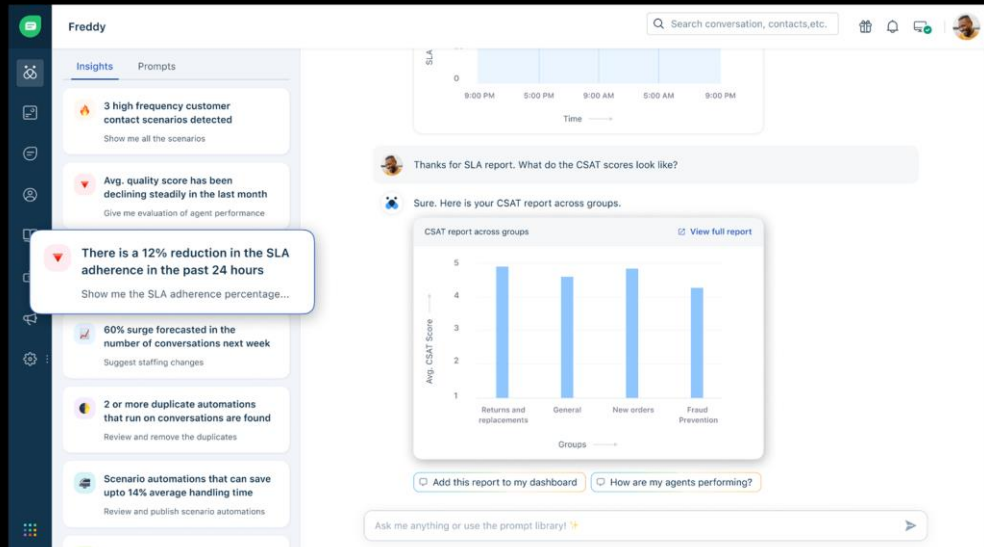 Freddy
Search conversation, contacts,etc.
Insights
Prompts
3 high frequency customer
contact scenarios detected
Show me all the scenarios
Avg. quality score has been
declining steadily in the last month
Give me evaluation of agent performance
There is a 12% reduction in the SLA
adherence in the past 24 hours
Show me the SLA adherence percentage...
60% surge forecasted in the
number of conversations next week
Suggest staffing changes
2 or more duplicate automations
that run on conversations are found
Review and remove the duplicates
Scenario automations that can save
upto 14% average handling time
Review and publish scenario automations
SLA
0
9:00 PM
5:00 PM
9:00 AM
5:00 AM
9:00 PM
Time
Thanks for SLA report. What do the CSAT scores look like?
Sure. Here is your CSAT report across groups.
CSAT report across groups
View full report
Avg. CSAT Score
5
4
3
2
1
Returns and
replacements
General
New orders
Fraud
Prevention
Groups
Add this report to my dashboard
How are my agents performing?
Ask me anything or use the prompt library!